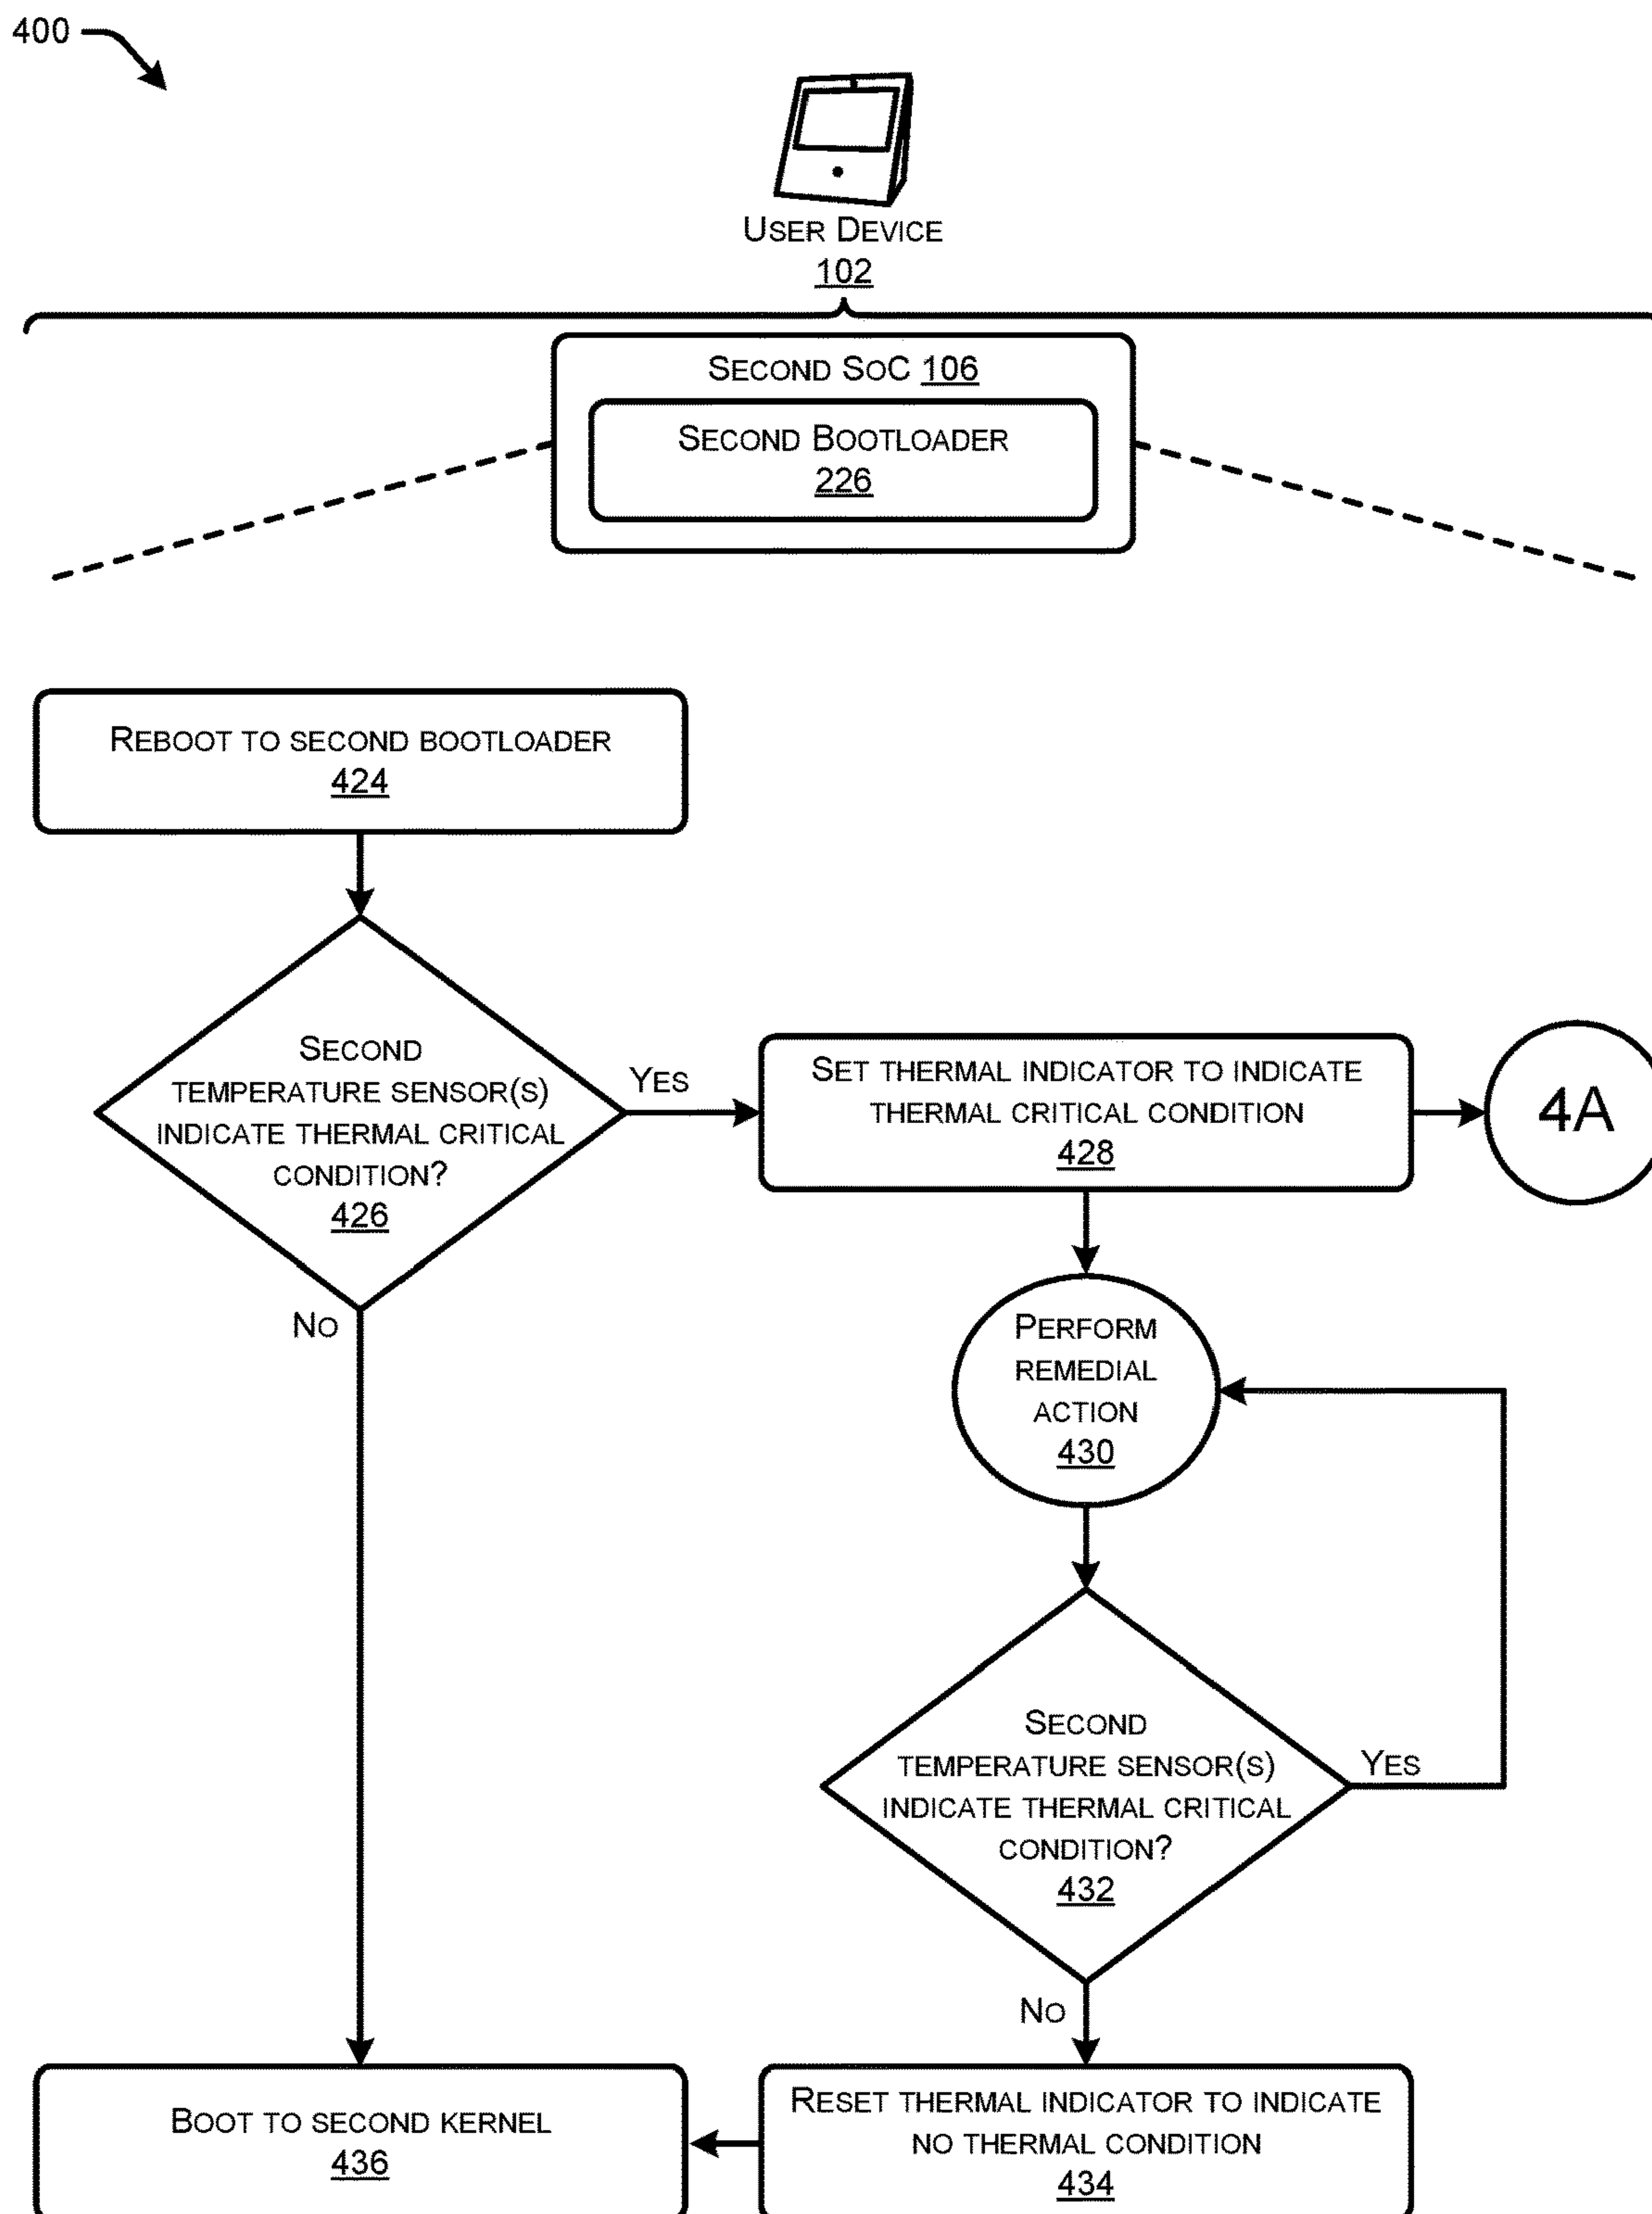 400
USER DEVICE
102
SECOND SOC 106
SECOND BOOTLOADER
226
REBOOT TO SECOND BOOTLOADER
424
SECOND
TEMPERATURE SENSOR(S)
INDICATE THERMAL CRITICAL
CONDITION?
426
YES
SET THERMAL INDICATOR TO INDICATE
THERMAL CRITICAL CONDITION
428
4A
NO
PERFORM
REMEDIAL
ACTION
430
SECOND
TEMPERATURE SENSOR(S)
INDICATE THERMAL CRITICAL
CONDITION?
432
YES
NO
RESET THERMAL INDICATOR TO INDICATE
NO THERMAL CONDITION
434
BOOT TO SECOND KERNEL
436